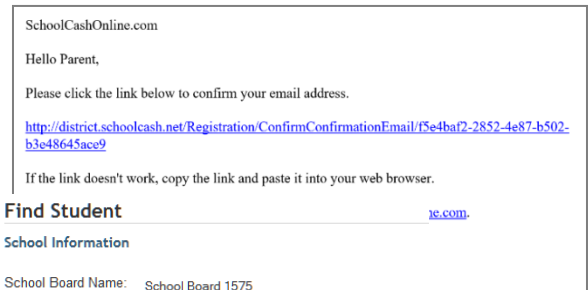 SchoolCashOnline.com
Hello Parent,
Please click the link below to confirm your email address.
http://district.schoolcash.net/Registration/ConfirmConfirmationEmail/f5e4baf2-2852-4e87-b502-
b3e48645ace9
If the link doesn't work, copy the link and paste it into your web browser.
Find Student
School Information
School Board Name: School Board 1575